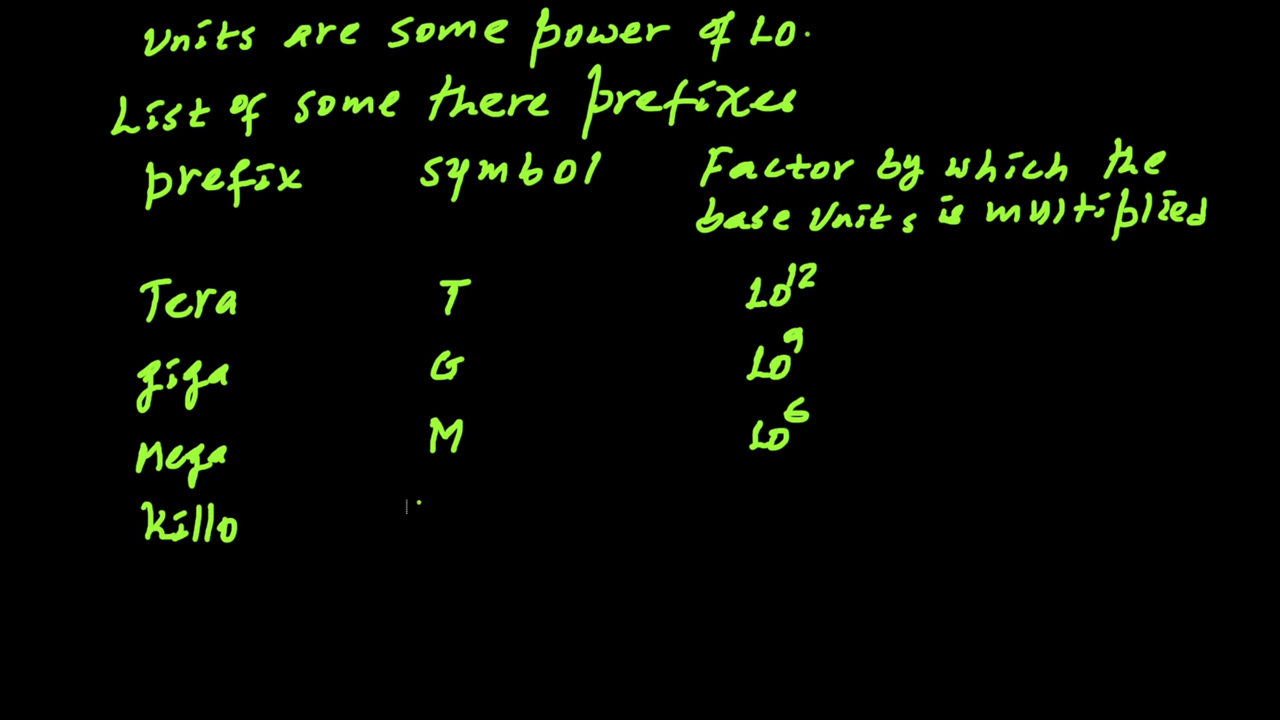 Units are some power of 10.
List of some there prefixes
prefix symbol Factor by which the
base Units is multiplied
Tera T 10^12
giga G 10^9
Mega M 10^6
killo